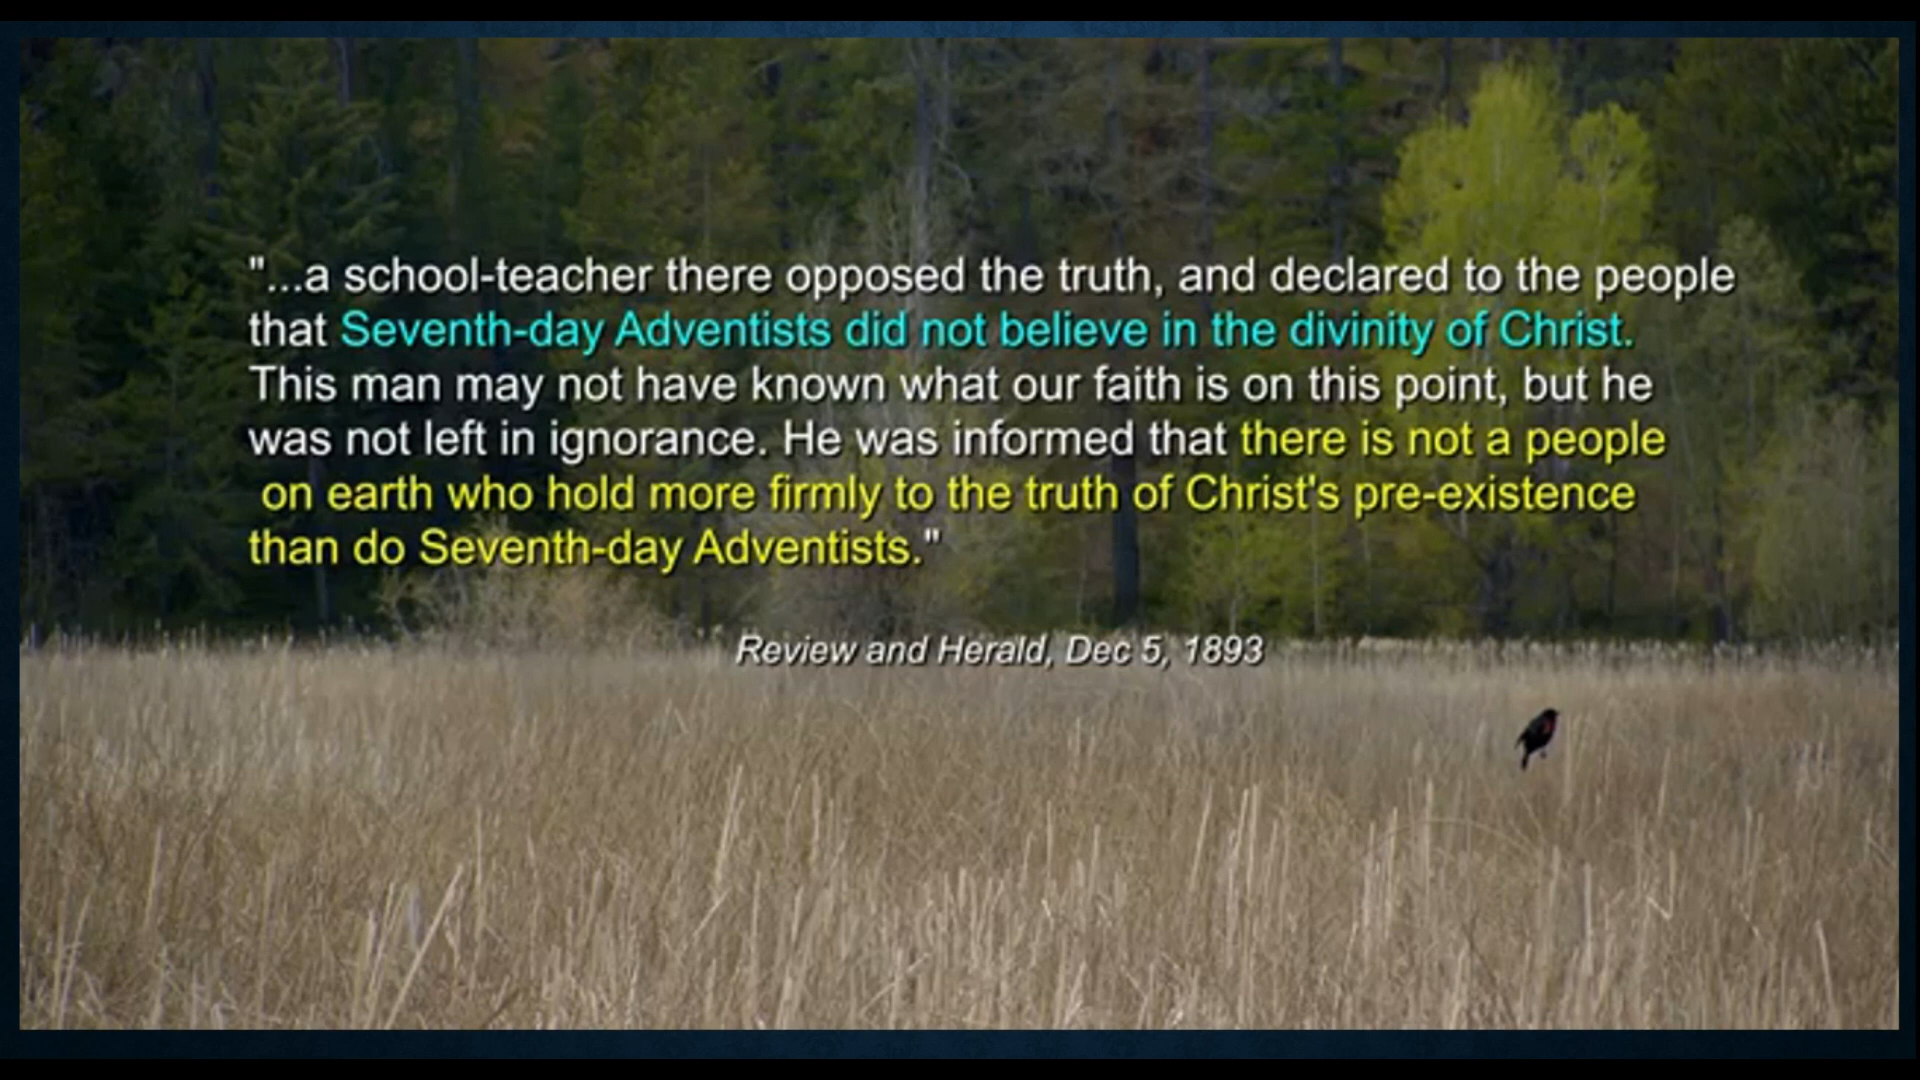 "...a school-teacher there opposed the truth, and declared to the people
that Seventh-day Adventists did not believe in the divinity of Christ.
This man may not have known what our faith is on this point, but he
was not left in ignorance. He was informed that there is not a people
on earth who hold more firmly to the truth of Christ's pre-existence
than do Seventh-day Adventists."
Review and Herald, Dec 5, 1893